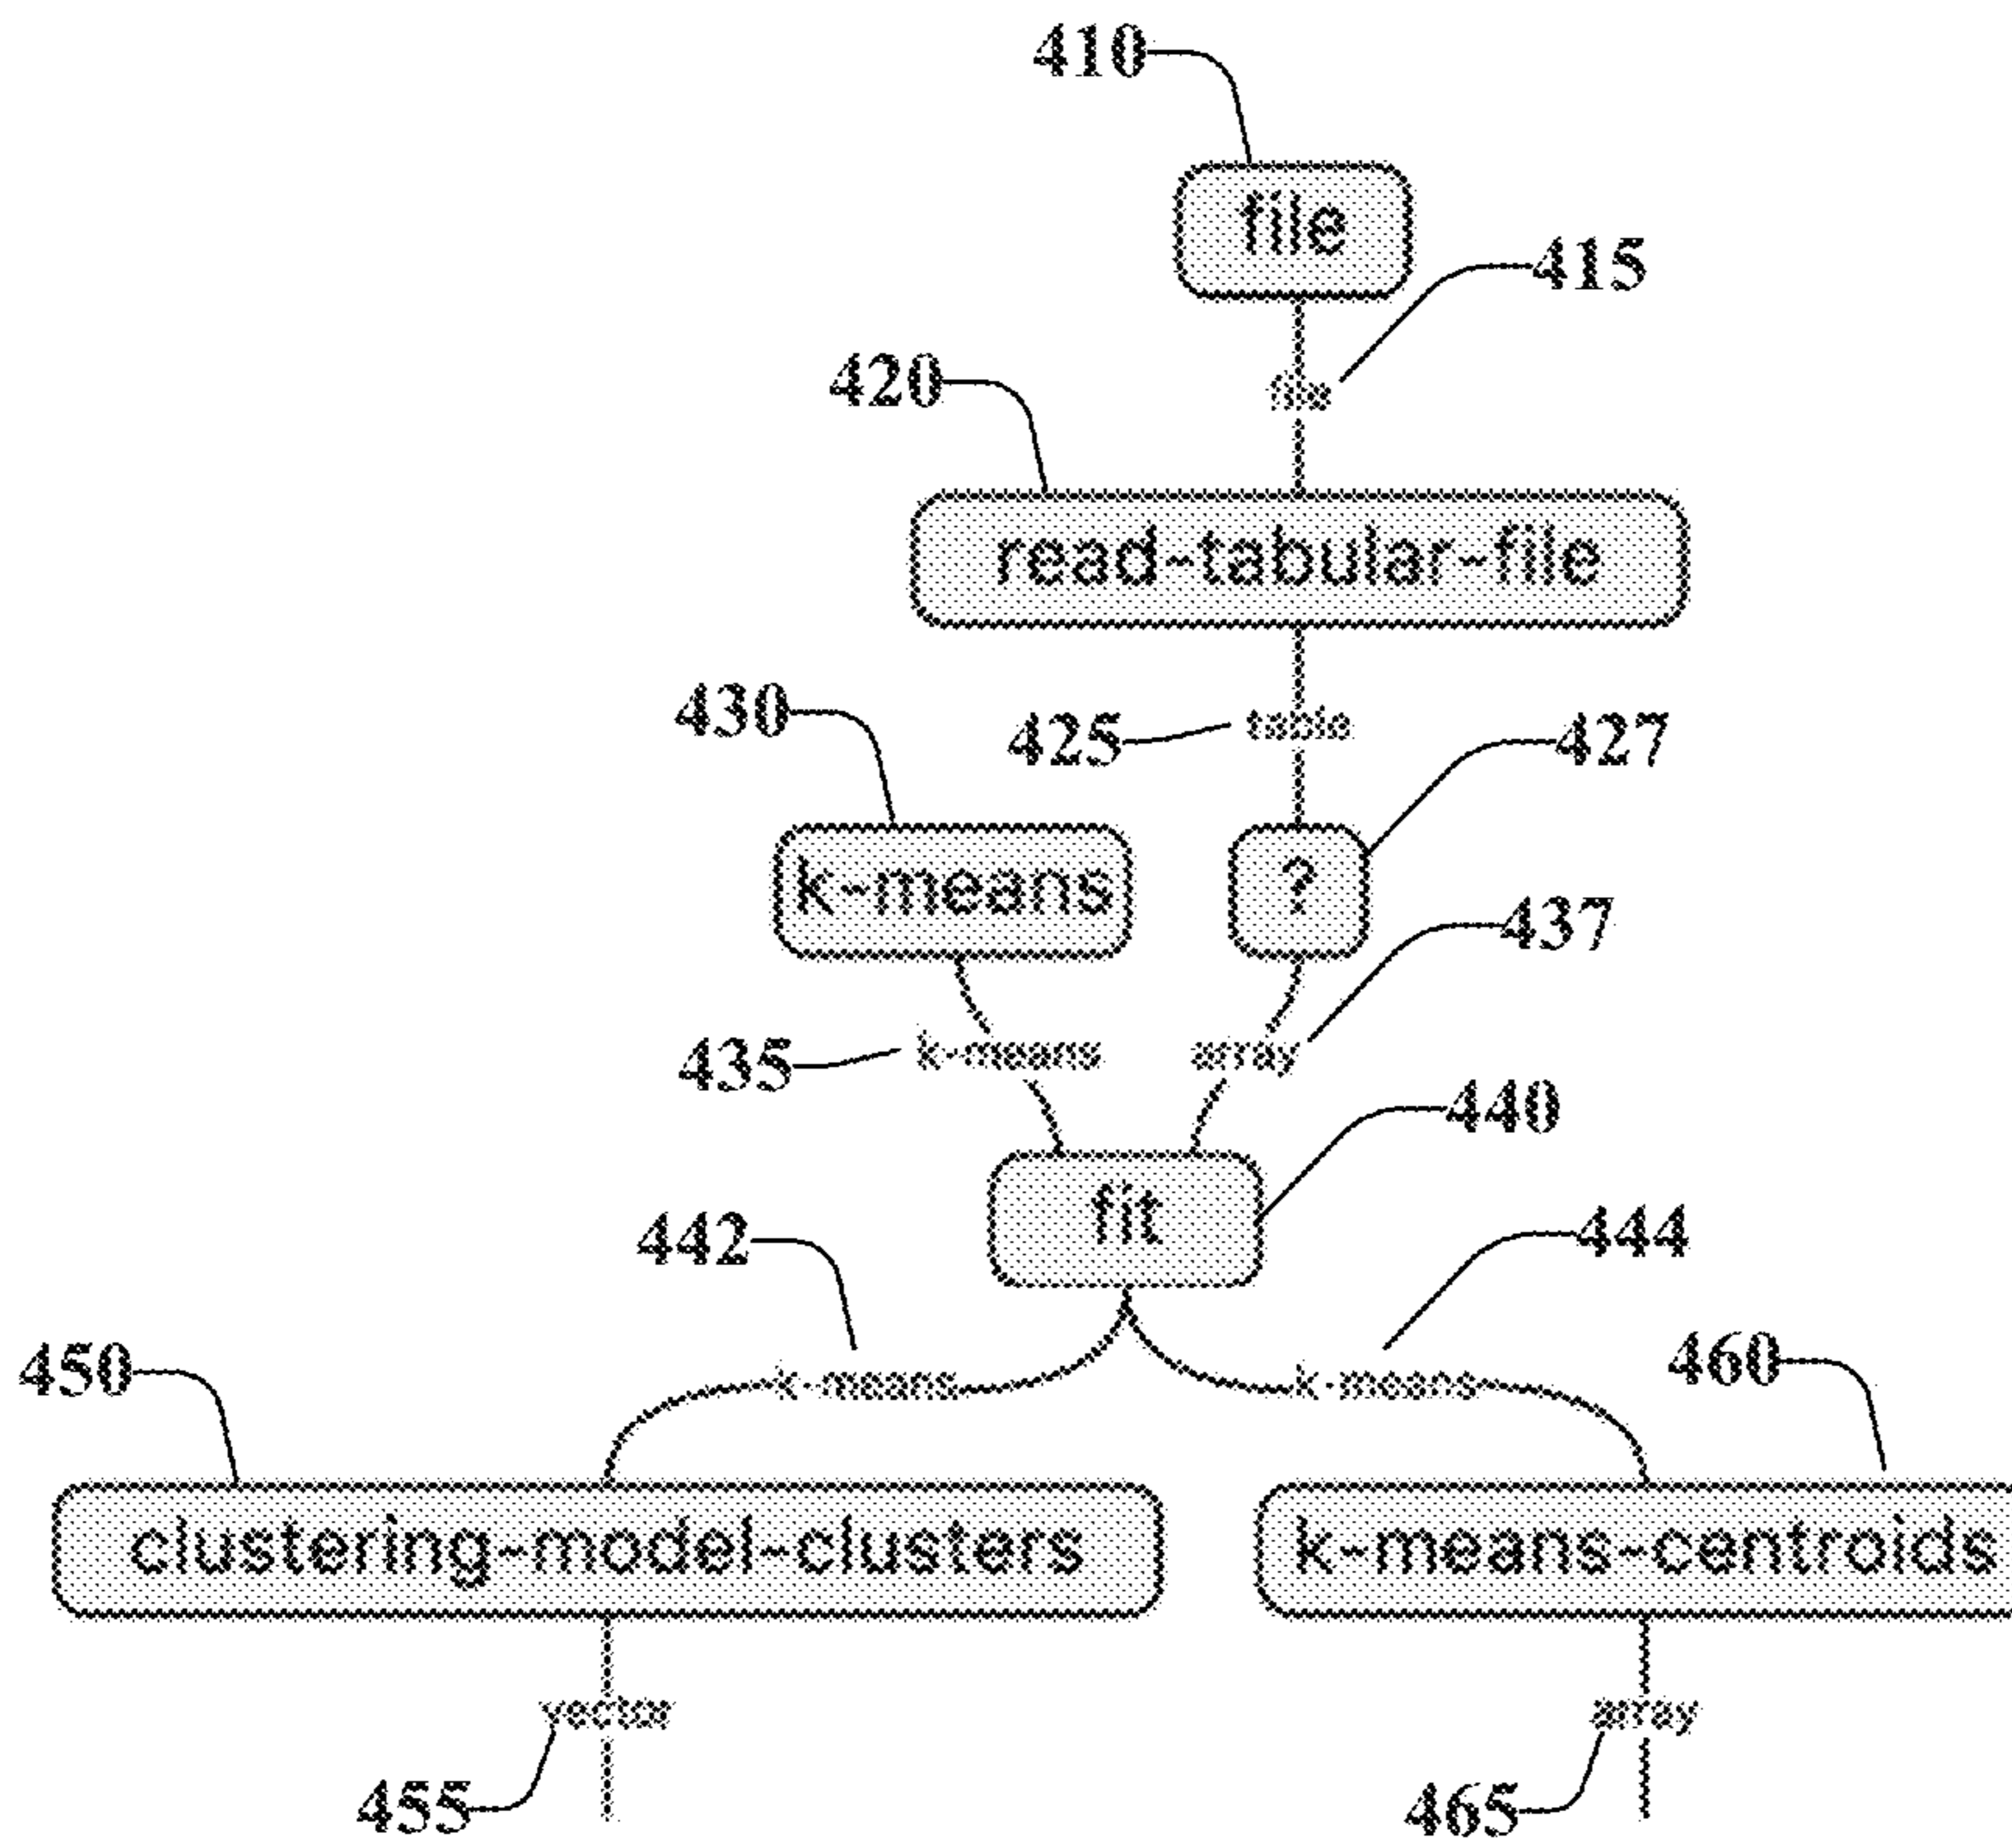 410
file
415
420
file
read-tabular-file
430
425
table
427
k-means
?
437
435
k-means
array
440
fit
442
444
450
k-means
k-means
460
clustering-model-clusters
k-means-centroids
vector
array
455
465